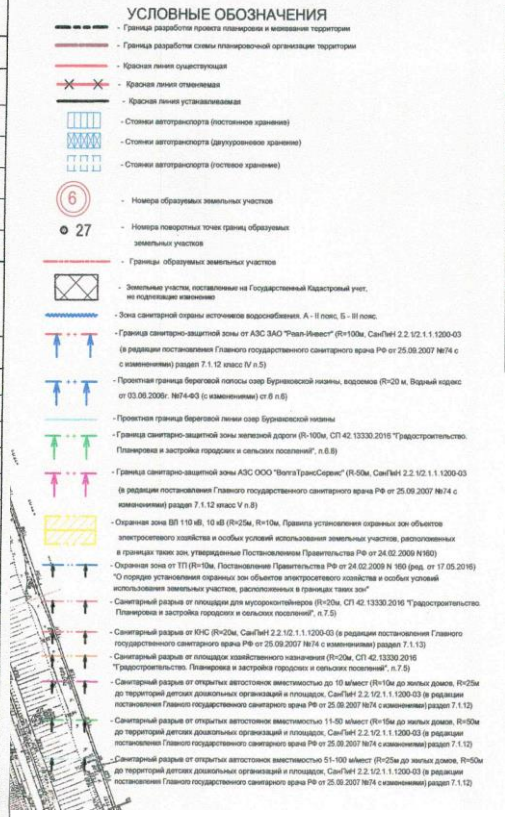 УСЛОВНЫЕ ОБОЗНАЧЕНИЯ
- Граница разработки проекта планировки и межевания территории
- Граница разработки схемы планировочной организации территории
- Красная линия существующая
- Красная линия отменяемая
- Красная линия устанавливаемая
- Стоянки автотранспорта (постоянное хранение)
- Стоянки автотранспорта (двухуровневое хранение)
- Стоянки автотранспорта (гостевое хранение)
6 - Номера образуемых земельных участков
27 - Номера поворотных точек границ образуемых
земельных участков
- Границы образуемых земельных участков
- Земельные участки, поставленные на Государственный Кадастровый учет,
не подлежащие изменению
- Зона санитарной охраны источников водоснабжения. А - II пояс, Б - III пояс.
- Граница санитарно-защитной зоны от АЗС ЗАО "Реал-Инвест" (R=100м, СанПиН 2.2.1/2.1.1.1200-03
(в редакции постановления Главного государственного санитарного врача РФ от 25.09.2007 №74 с
с изменениями) раздел 7.1.12 класс IV п.5)
- Проектная граница береговой полосы озер Бурнаковской низины, водоемов (R=20 м, Водный кодекс
от 03.06.2006г. №74-ФЗ (с изменениями) ст.6 п.6)
- Проектная граница береговой линии озер Бурнаковской низины
- Граница санитарно-защитной зоны железной дороги (R-100м, СП 42.13330.2016 "Градостроительство.
Планировка и застройка городских и сельских поселений", п.8.6)
- Граница санитарно-защитной зоны АЗС ООО "ВолгаТрансСервис" (R-50м, СанПиН 2.2.1/2.1.1.1200-03
(в редакции постановления Главного государственного санитарного врача РФ от 25.09.2007 №74 с
изменениями) раздел 7.1.12 класс V п.8)
- Охранная зона ВЛ 110 кВ, 10 кВ (R=25м, R=10м, Правила установления охранных зон объектов
электросетевого хозяйства и особых условий использования земельных участков, расположенных
в границах таких зон, утвержденные Постановлением Правительства РФ от 24.02.2009 N160)
- Охранная зона от ТП (R=10м, Постановление Правительства РФ от 24.02.2009 N 160 (ред. от 17.05.2016)
"О порядке установления охранных зон объектов электросетевого хозяйства и особых условий
использования земельных участков, расположенных в границах таких зон"
- Санитарный разрыв от площадки для мусороконтейнеров (R=20м, СП 42.13330.2016 "Градостроительство.
Планировка и застройка городских и сельских поселений", п.7.5)
- Санитарный разрыв от КНС (R=20м, СанПиН 2.2.1/2.1.1.1200-03 (в редакции постановления Главного
государственного санитарного врача РФ от 25.09.2007 №74 с изменениями) раздел 7.1.13)
- Санитарный разрыв от площадок хозяйственного назначения (R=20м, СП 42.13330.2016
"Градостроительство. Планировка и застройка городских и сельских поселений", п.7.5)
- Санитарный разрыв от открытых автостоянок вместимостью до 10 м/мест (R=10м до жилых домов, R=25м
до территорий детских дошкольных организаций и площадок, СанПиН 2.2.1/2.1.1.1200-03 (в редакции
постановления Главного государственного санитарного врача РФ от 25.09.2007 №74 с изменениями) раздел 7.1.12)
- Санитарный разрыв от открытых автостоянок вместимостью 11-50 м/мест (R=15м до жилых домов, R=50м
до территорий детских дошкольных организаций и площадок, СанПиН 2.2.1/2.1.1.1200-03 (в редакции
постановления Главного государственного санитарного врача РФ от 25.09.2007 №74 с изменениями) раздел 7.1.12)
- Санитарный разрыв от открытых автостоянок вместимостью 51-100 м/мест (R=25м до жилых домов, R=50м
до территорий детских дошкольных организаций и площадок, СанПиН 2.2.1/2.1.1.1200-03 (в редакции
постановления Главного государственного санитарного врача РФ от 25.09.2007 №74 с изменениями) раздел 7.1.12)